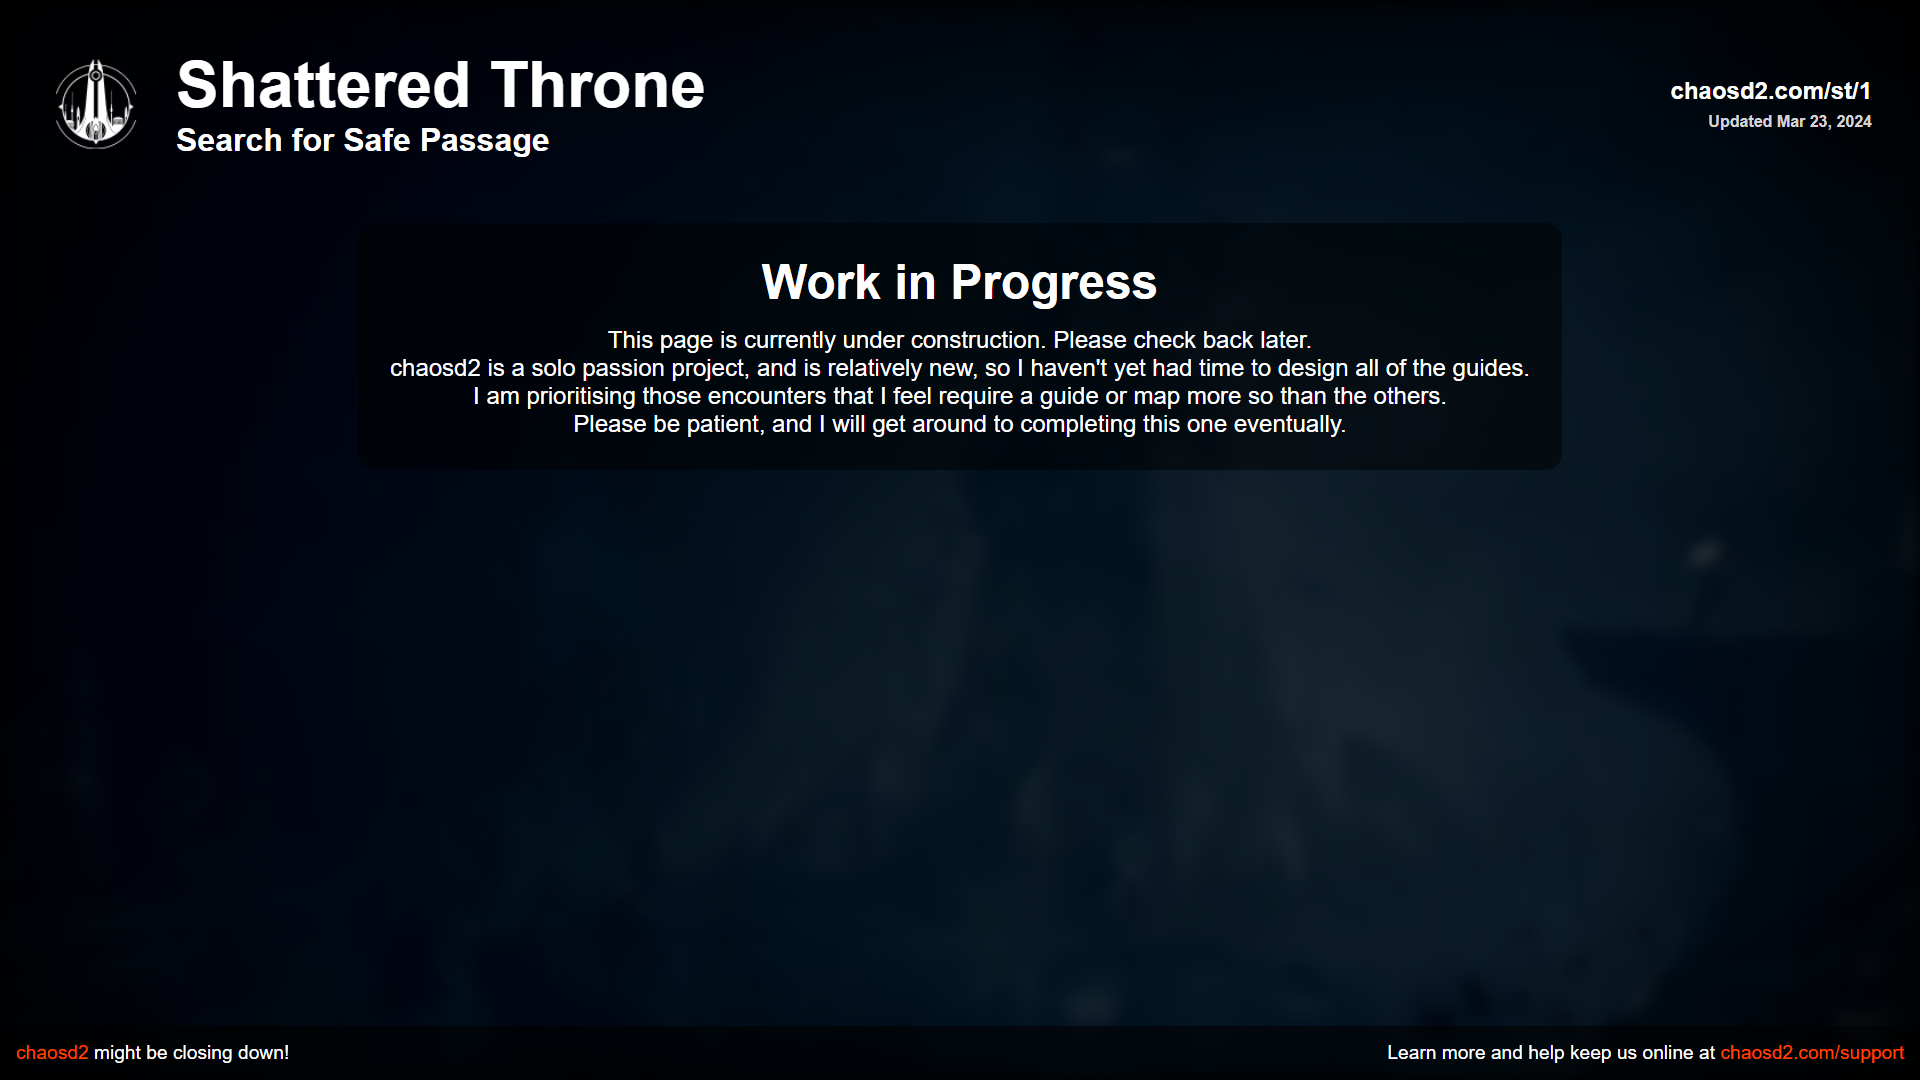 Shattered Throne
Search for Safe Passage
chaosd2.com/st/1
Updated Mar 23, 2024
Work in Progress
This page is currently under construction. Please check back later.
chaosd2 is a solo passion project, and is relatively new, so I haven't yet had time to design all of the guides.
I am prioritising those encounters that I feel require a guide or map more so than the others.
Please be patient, and I will get around to completing this one eventually.
chaosd2 might be closing down!
Learn more and help keep us online at chaosd2.com/support